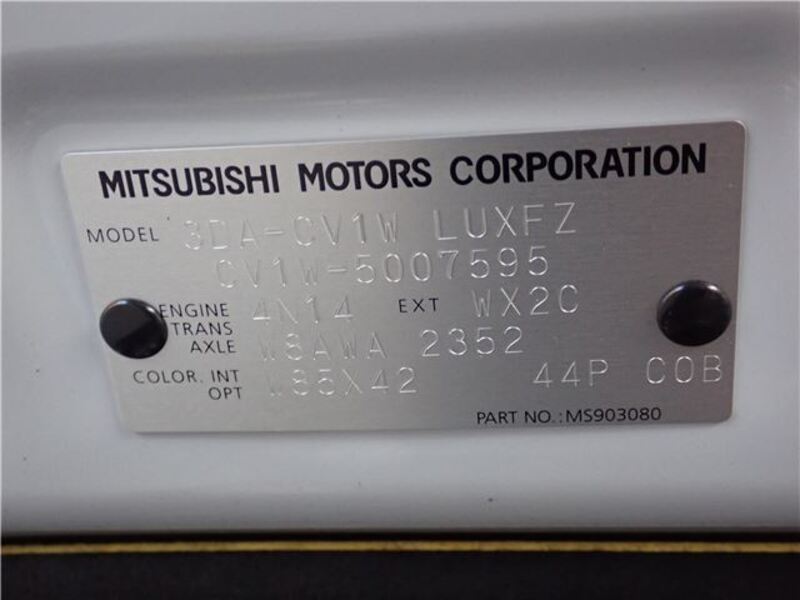 MITSUBISHI MOTORS CORPORATION
MODEL 3DA-CV1W LUXFZ
CV1W-5007595
ENGINE 4N14 EXT WX2C
TRANS AXLE W8AWA 2352
COLOR. INT OPT W85X42 44P C0B
PART NO.: MS903080